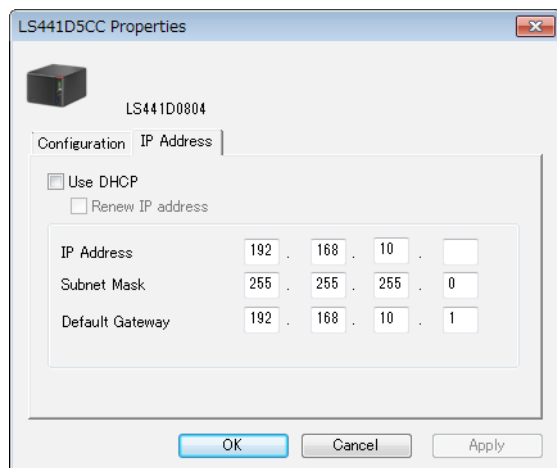 LS441D5CC Properties
LS441D0804
Configuration IP Address
Use DHCP
Renew IP address
IP Address 192 . 168 . 10 .
Subnet Mask 255 . 255 . 255 . 0
Default Gateway 192 . 168 . 10 . 1
OK Cancel Apply